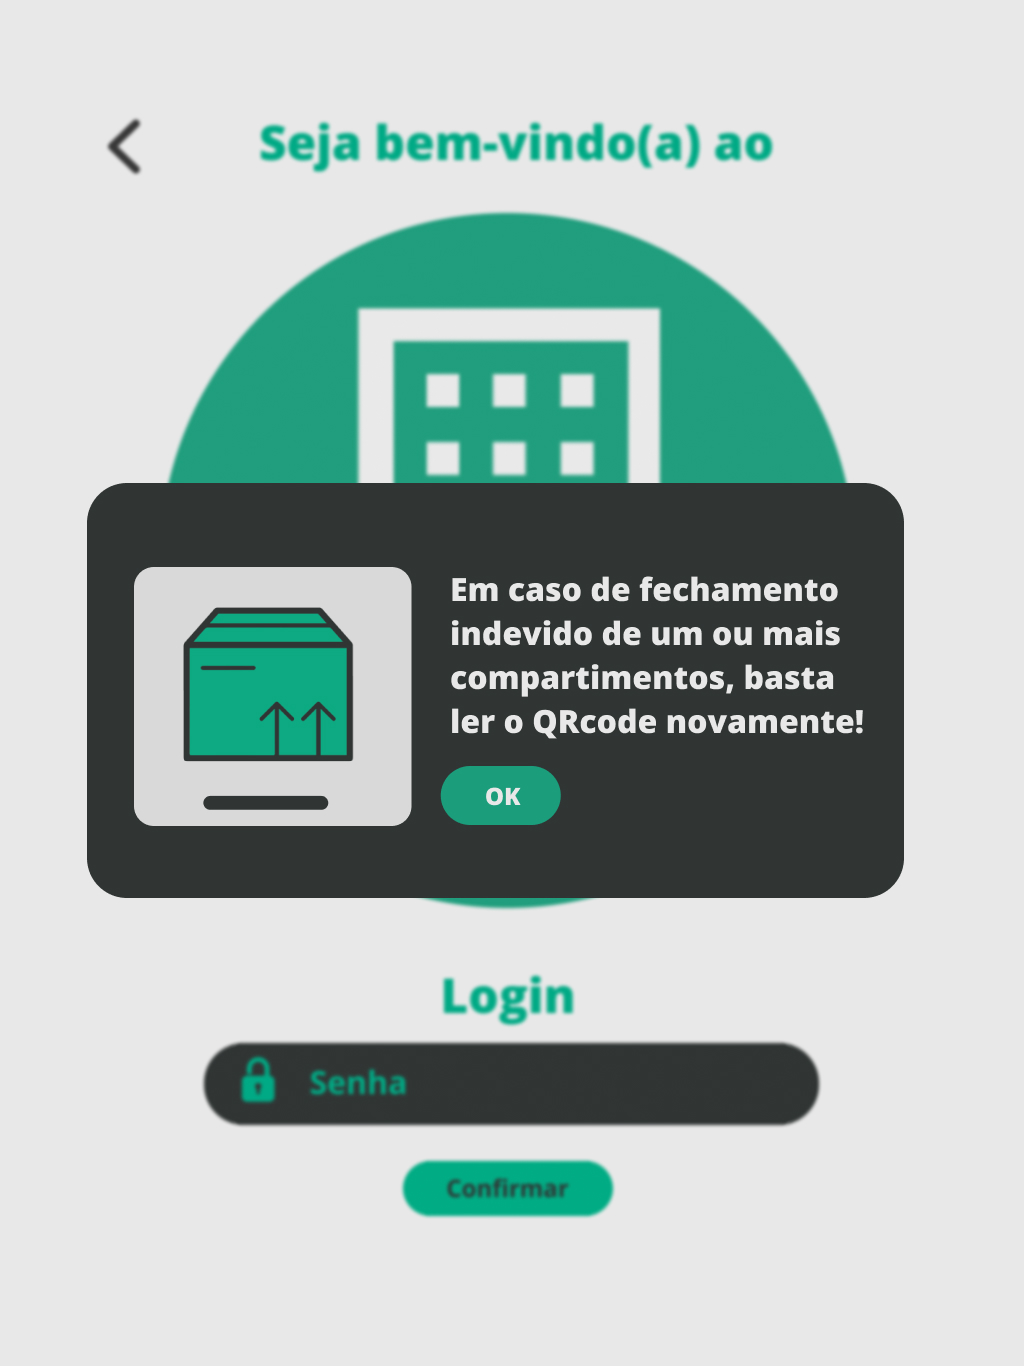 Seja bem-vindo(a) ao
Em caso de fechamento
indevido de um ou mais
compartimentos, basta
ler o QRcode novamente!
OK
Login
Senha
Confirmar